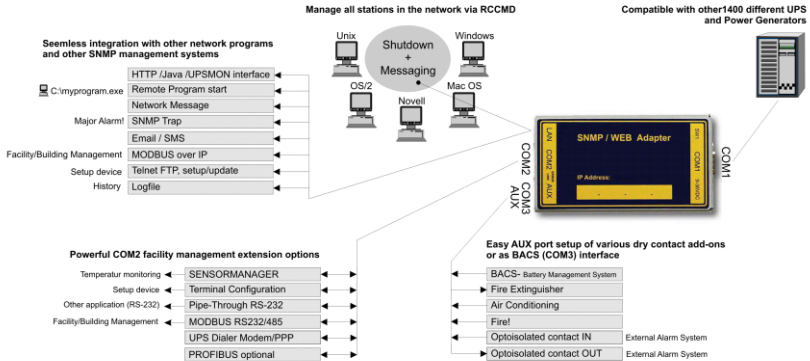 Manage all stations in the network via RCCMD
Compatible with other1400 different UPS
and Power Generators
Seemless integration with other network programs
and other SNMP management systems
Unix
Windows
Shutdown
+
Messaging
OS/2
Mac OS
Novell
HTTP /Java /UPSMON interface
C:\myprogram.exe Remote Program start
Network Message
Major Alarm! SNMP Trap
Email / SMS
Facility/Building Management MODBUS over IP
Setup device Telnet FTP, setup/update
History Logfile
LAN
COM2
AUX
SNMP / WEB Adapter
IP Address:
COM1
COM2
COM3
AUX
COM1
Powerful COM2 facility management extension options
Temperatur monitoring SENSORMANAGER
Setup device Terminal Configuration
Other application (RS-232) Pipe-Through RS-232
Facility/Building Management MODBUS RS232/485
UPS Dialer Modem/PPP
PROFIBUS optional
Easy AUX port setup of various dry contact add-ons
or as BACS (COM3) interface
BACS- Battery Management System
Fire Extinguisher
Air Conditioning
Fire!
Optoisolated contact IN External Alarm System
Optoisolated contact OUT External Alarm System